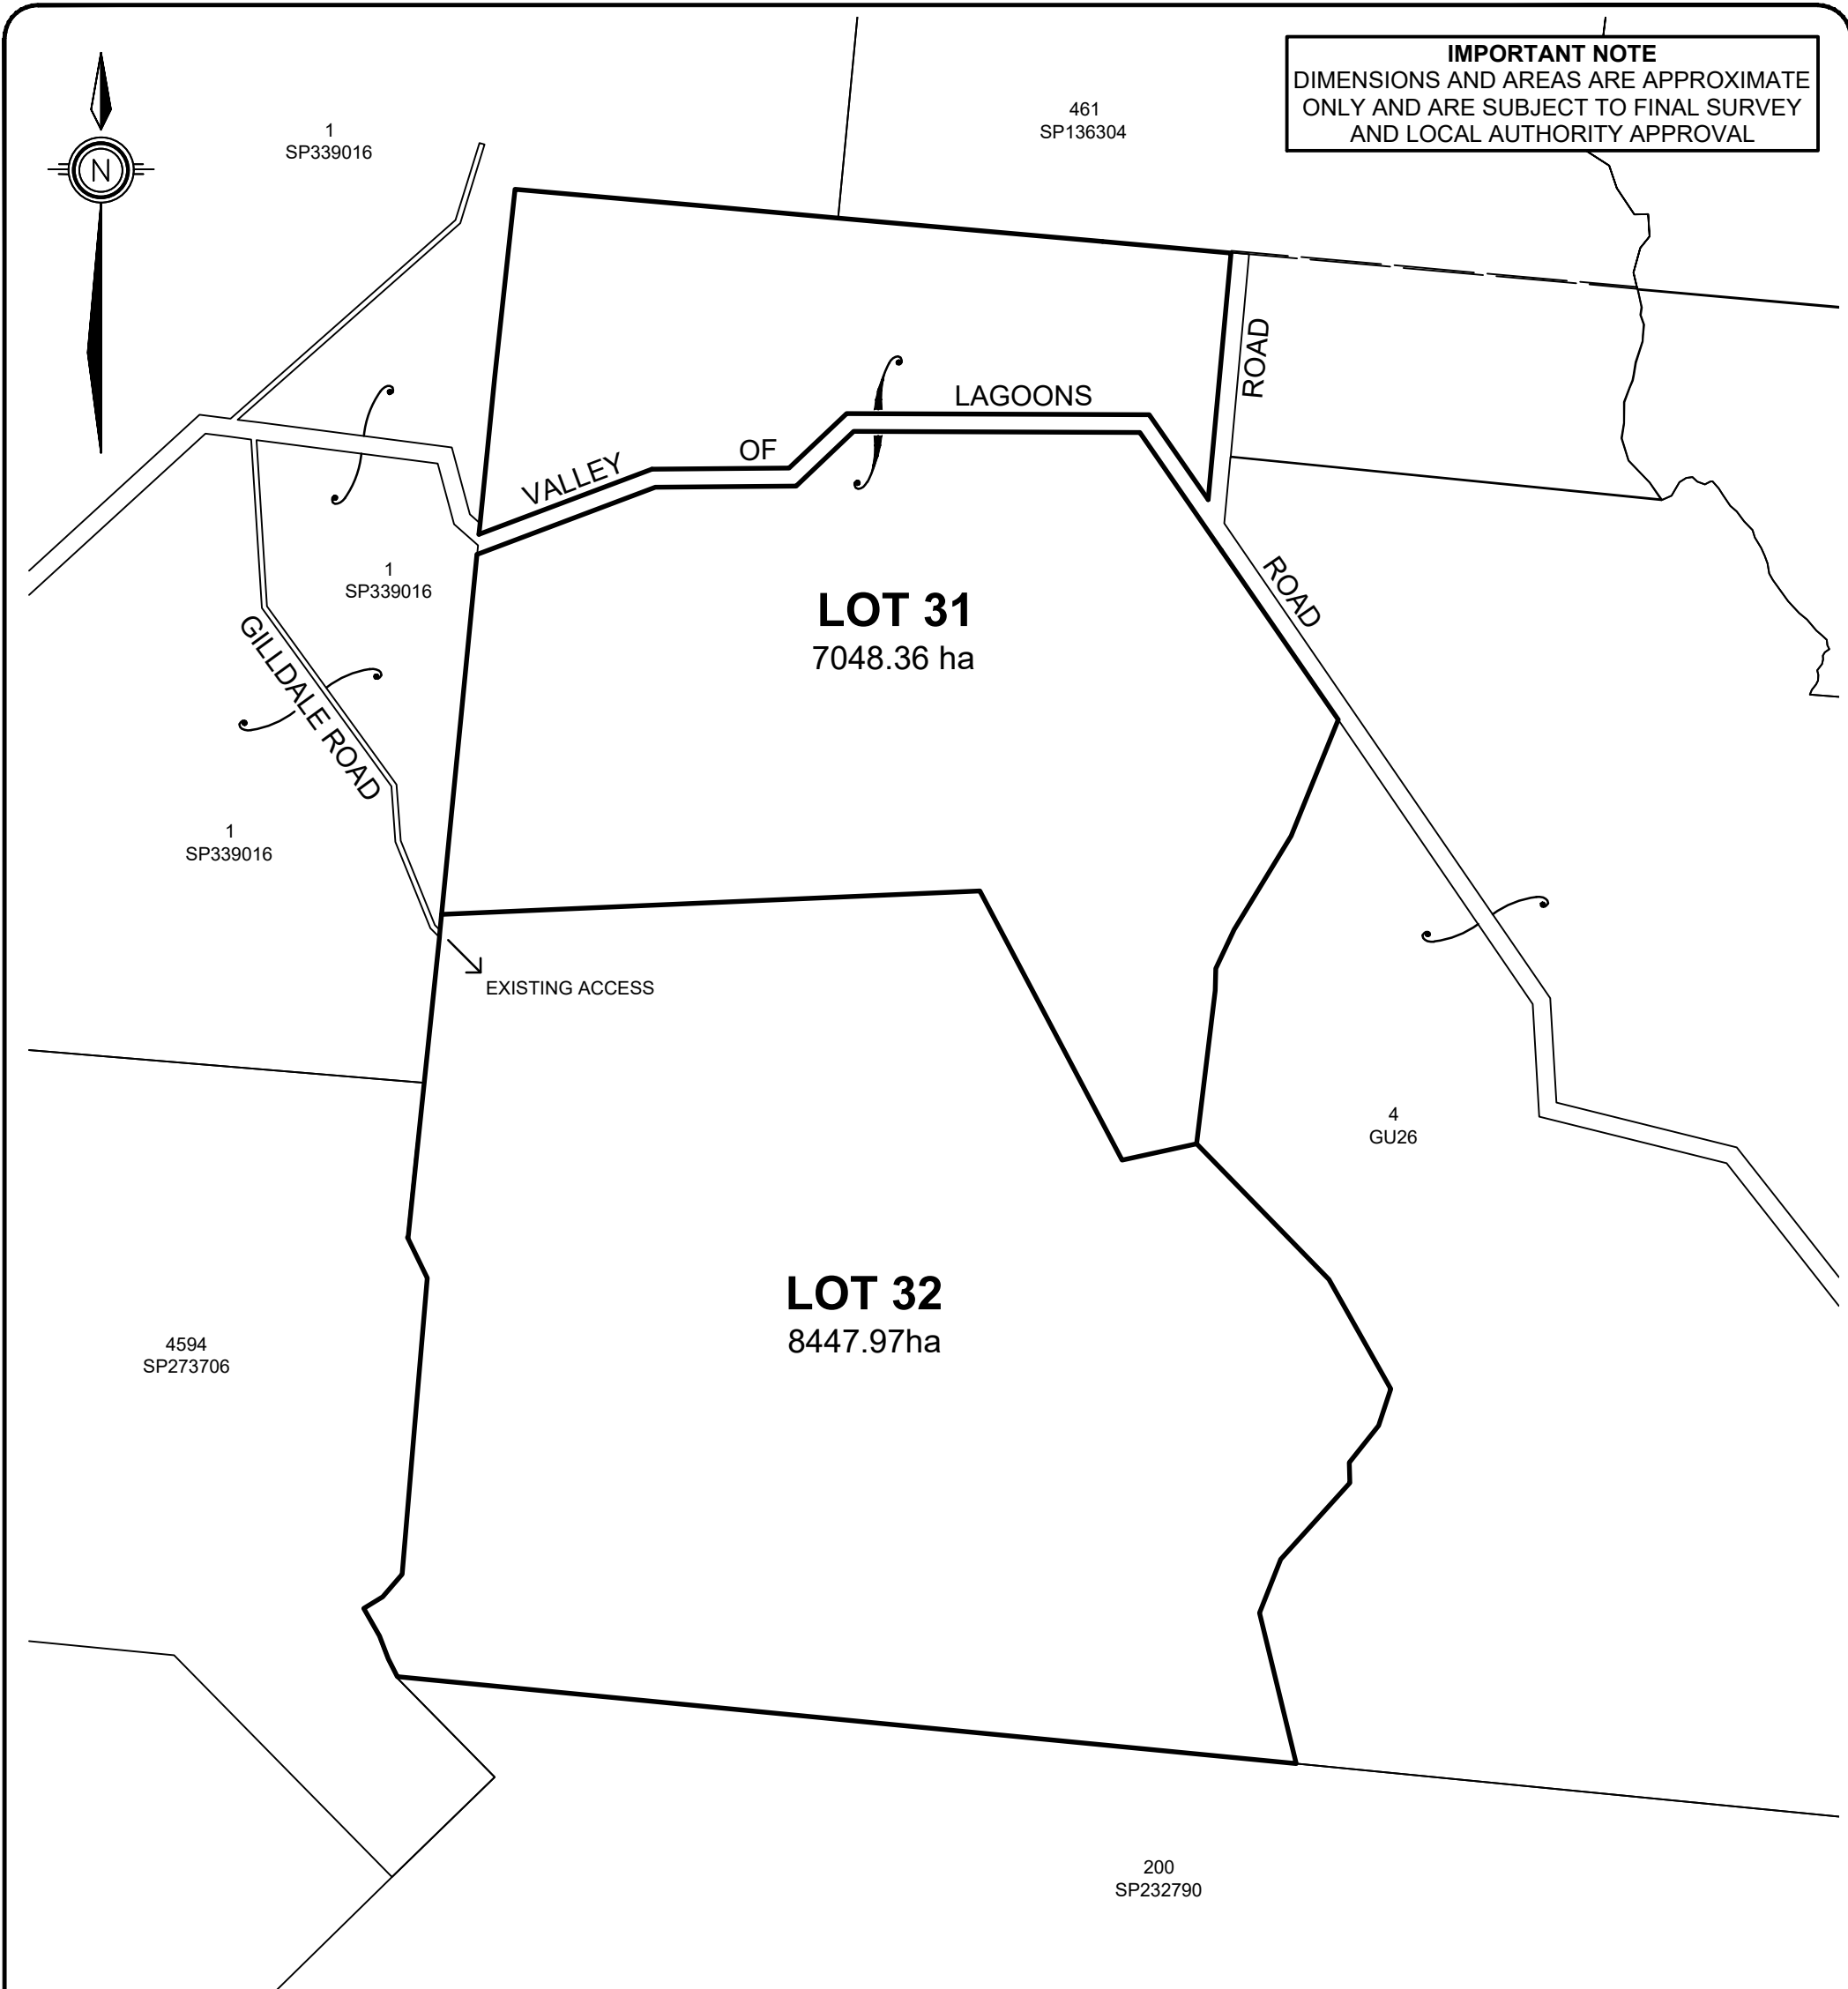 IMPORTANT NOTE
DIMENSIONS AND AREAS ARE APPROXIMATE
ONLY AND ARE SUBJECT TO FINAL SURVEY
AND LOCAL AUTHORITY APPROVAL
1
SP339016
461
SP136304
N
ROAD
LAGOONS
OF
VALLEY
1
SP339016
LOT 31
7048.36 ha
ROAD
GILLDALE ROAD
1
SP339016
EXISTING ACCESS
4
GU26
LOT 32
8447.97ha
4594
SP273706
200
SP232790